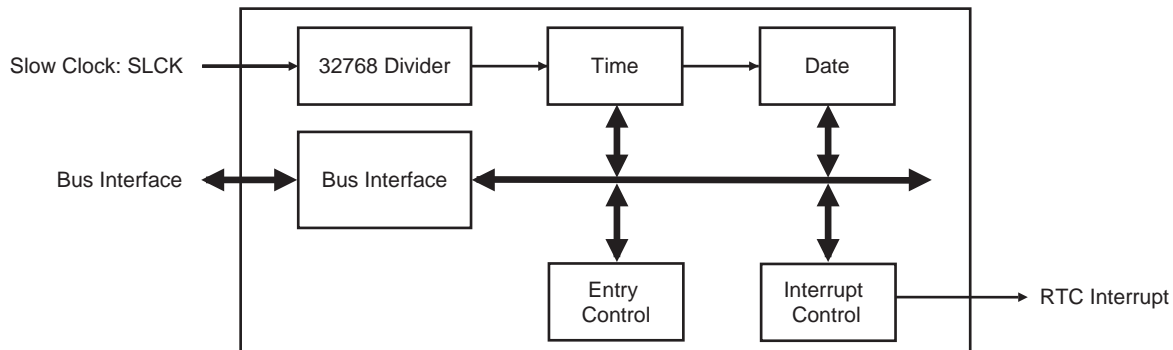 Slow Clock: SLCK
32768 Divider
Time
Date
Bus Interface
Bus Interface
Entry
Control
Interrupt
Control
RTC Interrupt